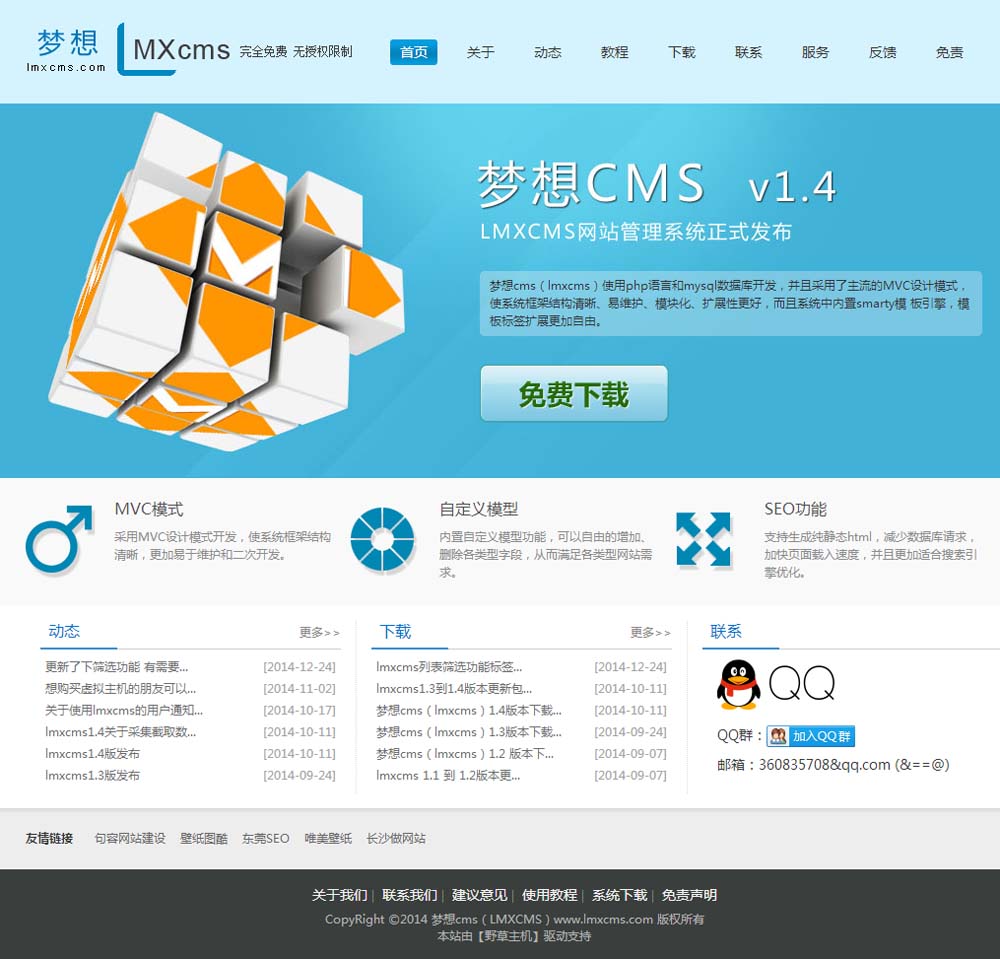 梦想
lmxcms.com
LMXcms 完全免费 无授权限制
首页 关于 动态 教程 下载 联系 服务 反馈 免责
梦想CMS v1.4
LMXCMS网站管理系统正式发布
梦想cms（lmxcms）使用php语言和mysql数据库开发，并且采用了主流的MVC设计模式，
使系统框架结构清晰、易维护、模块化、扩展性更好，而且系统中内置smarty模 板引擎，模
板标签扩展更加自由。
免费下载
MVC模式
采用MVC设计模式开发，使系统框架结构
清晰，更加易于维护和二次开发。
自定义模型
内置自定义模型功能，可以自由的增加、
删除各类型字段，从而满足各类型网站需
求。
SEO功能
支持生成纯静态html，减少数据库请求，
加快页面载入速度，并且更加适合搜索引
擎优化。
动态 更多>>
更新了下筛选功能 有需要... [2014-12-24]
想购买虚拟主机的朋友可以... [2014-11-02]
关于使用lmxcms的用户通知... [2014-10-17]
lmxcms1.4关于采集截取数... [2014-10-11]
lmxcms1.4版发布 [2014-10-11]
lmxcms1.3版发布 [2014-09-24]
下载 更多>>
lmxcms列表筛选功能标签... [2014-12-24]
lmxcms1.3到1.4版本更新包... [2014-10-11]
梦想cms（lmxcms）1.4版本下载... [2014-10-11]
梦想cms（lmxcms）1.3版本下载... [2014-09-24]
梦想cms（lmxcms）1.2 版本下... [2014-09-07]
lmxcms 1.1 到 1.2版本更... [2014-09-07]
联系
QQ
QQ群：加入QQ群
邮箱：360835708&qq.com (&==@)
友情链接 句容网站建设 壁纸图酷 东莞SEO 唯美壁纸 长沙做网站
关于我们| 联系我们| 建议意见| 使用教程| 系统下载| 免责声明
CopyRight ©2014 梦想cms（LMXCMS）www.lmxcms.com 版权所有
本站由【野草主机】驱动支持